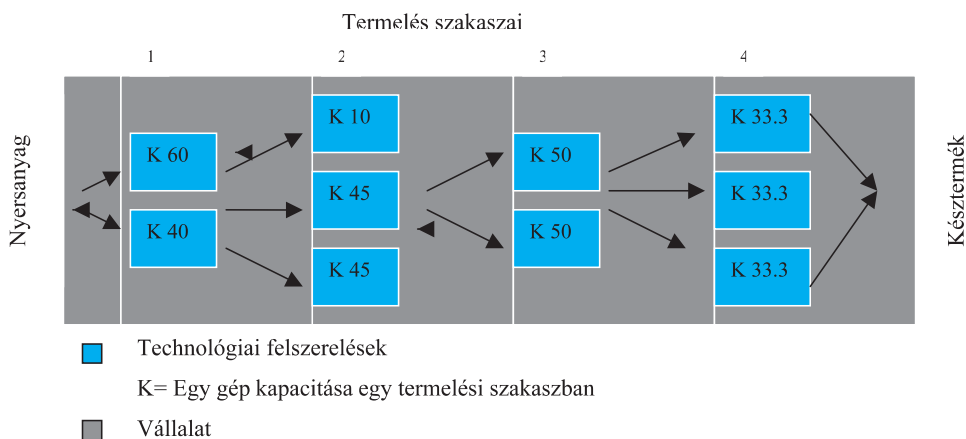 Termelés szakaszai
1 2 3 4
Nyersanyag
K 60
K 40
K 10
K 45
K 45
K 50
K 50
K 33.3
K 33.3
K 33.3
Késztermék
Technológiai felszerelések
K= Egy gép kapacitása egy termelési szakaszban
Vállalat